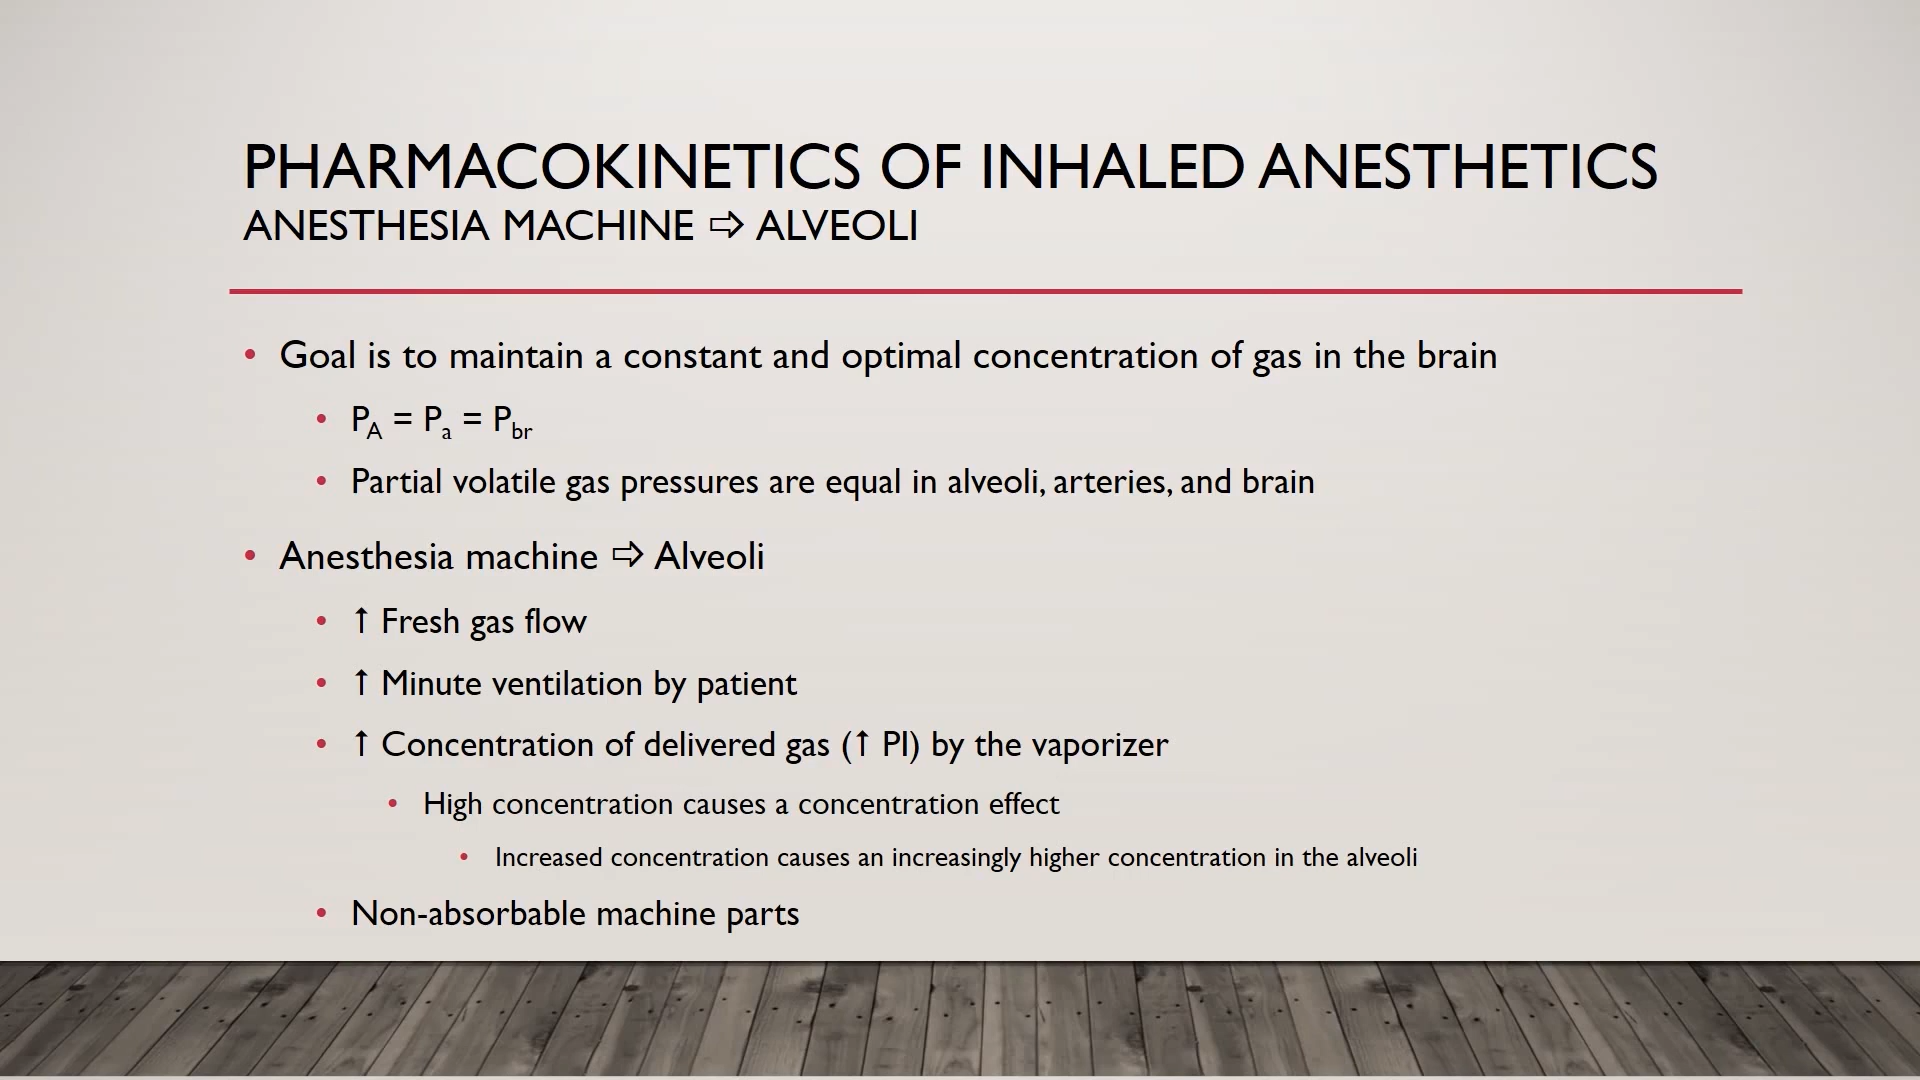 PHARMACOKINETICS OF INHALED ANESTHETICS
ANESTHESIA MACHINE ⇨ ALVEOLI
• Goal is to maintain a constant and optimal concentration of gas in the brain
• P_A = P_a = P_br
• Partial volatile gas pressures are equal in alveoli, arteries, and brain
• Anesthesia machine ⇨ Alveoli
• ↑ Fresh gas flow
• ↑ Minute ventilation by patient
• ↑ Concentration of delivered gas (↑ PI) by the vaporizer
• High concentration causes a concentration effect
• Increased concentration causes an increasingly higher concentration in the alveoli
• Non-absorbable machine parts